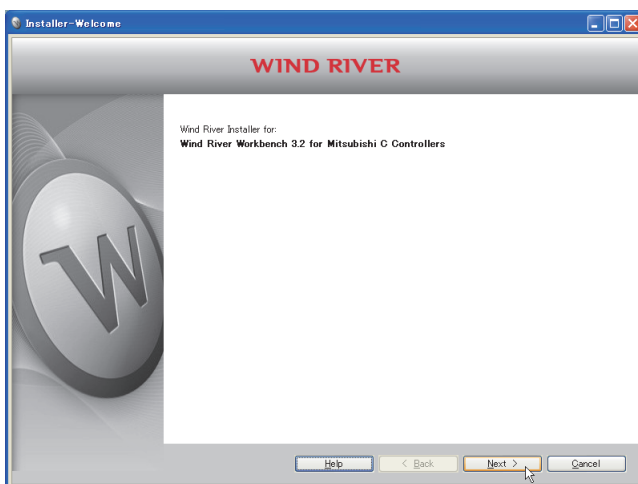 Installer-Welcome
WIND RIVER
Wind River Installer for:
Wind River Workbench 3.2 for Mitsubishi C Controllers
W
Help
< Back
Next >
Cancel